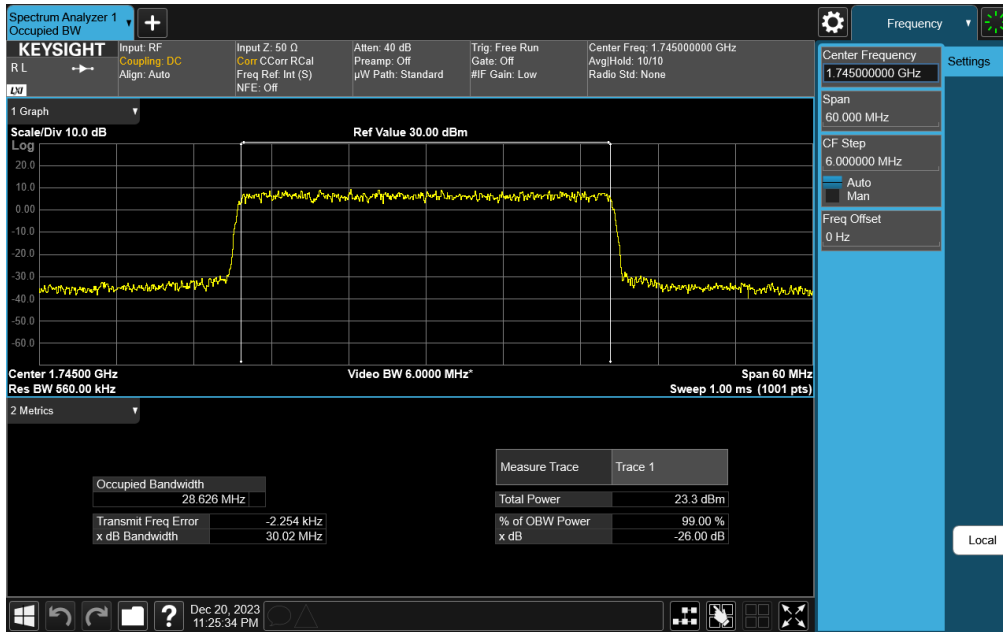 Spectrum Analyzer 1
Occupied BW
Frequency
KEYSIGHT
R L
LXI
Input: RF
Coupling: DC
Align: Auto
Input Z: 50 Ω
Corr CCorr RCal
Freq Ref: Int (S)
NFE: Off
Atten: 40 dB
Preamp: Off
µW Path: Standard
Trig: Free Run
Gate: Off
#IF Gain: Low
Center Freq: 1.745000000 GHz
Avg|Hold: 10/10
Radio Std: None
1 Graph
Scale/Div 10.0 dB
Ref Value 30.00 dBm
Log
20.0
10.0
0.00
-10.0
-20.0
-30.0
-40.0
-50.0
-60.0
Center 1.74500 GHz
Video BW 6.0000 MHz*
Span 60 MHz
Res BW 560.00 kHz
Sweep 1.00 ms (1001 pts)
2 Metrics
Measure Trace
Trace 1
Occupied Bandwidth
28.626 MHz
Total Power
23.3 dBm
Transmit Freq Error
-2.254 kHz
% of OBW Power
99.00 %
x dB Bandwidth
30.02 MHz
x dB
-26.00 dB
Center Frequency
1.745000000 GHz
Settings
Span
60.000 MHz
CF Step
6.000000 MHz
Auto
Man
Freq Offset
0 Hz
Local
?
Dec 20, 2023
11:25:34 PM